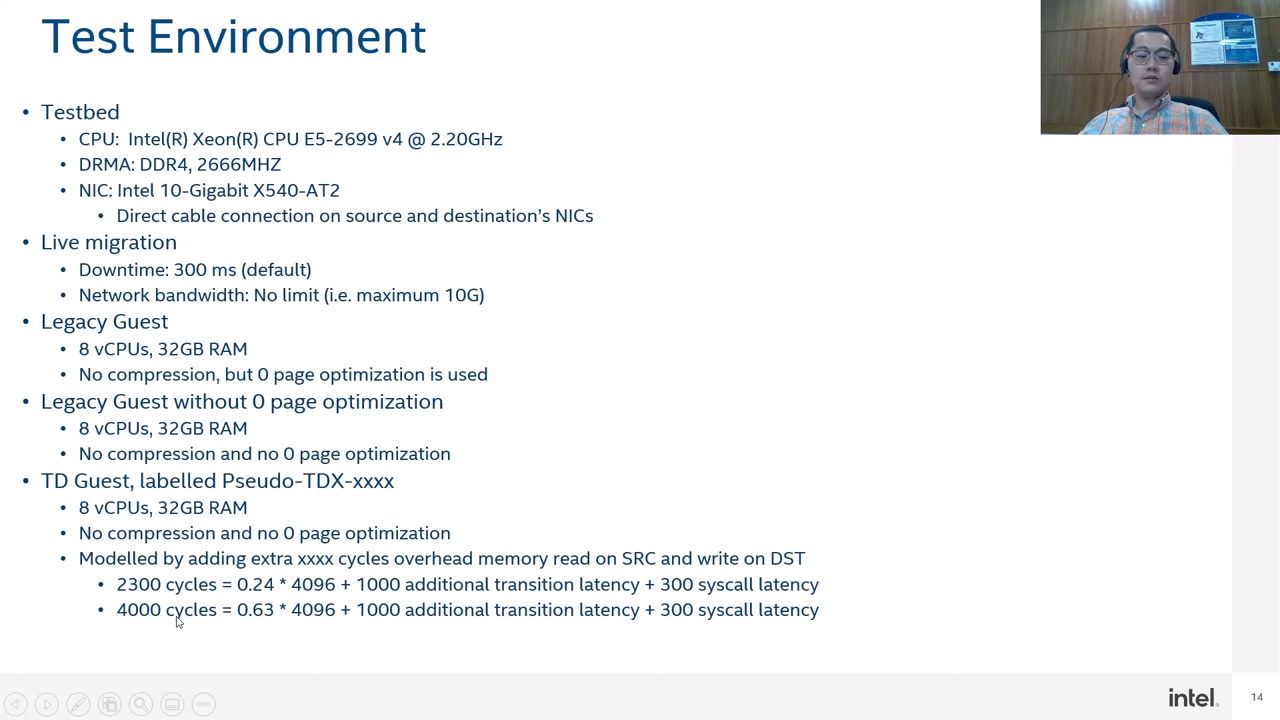 Test Environment
• Testbed
• CPU: Intel(R) Xeon(R) CPU E5-2699 v4 @ 2.20GHz
• DRMA: DDR4, 2666MHZ
• NIC: Intel 10-Gigabit X540-AT2
• Direct cable connection on source and destination’s NICs
• Live migration
• Downtime: 300 ms (default)
• Network bandwidth: No limit (i.e. maximum 10G)
• Legacy Guest
• 8 vCPUs, 32GB RAM
• No compression, but 0 page optimization is used
• Legacy Guest without 0 page optimization
• 8 vCPUs, 32GB RAM
• No compression and no 0 page optimization
• TD Guest, labelled Pseudo-TDX-xxxx
• 8 vCPUs, 32GB RAM
• No compression and no 0 page optimization
• Modelled by adding extra xxxx cycles overhead memory read on SRC and write on DST
• 2300 cycles = 0.24 * 4096 + 1000 additional transition latency + 300 syscall latency
• 4000 cycles = 0.63 * 4096 + 1000 additional transition latency + 300 syscall latency
intel.
14